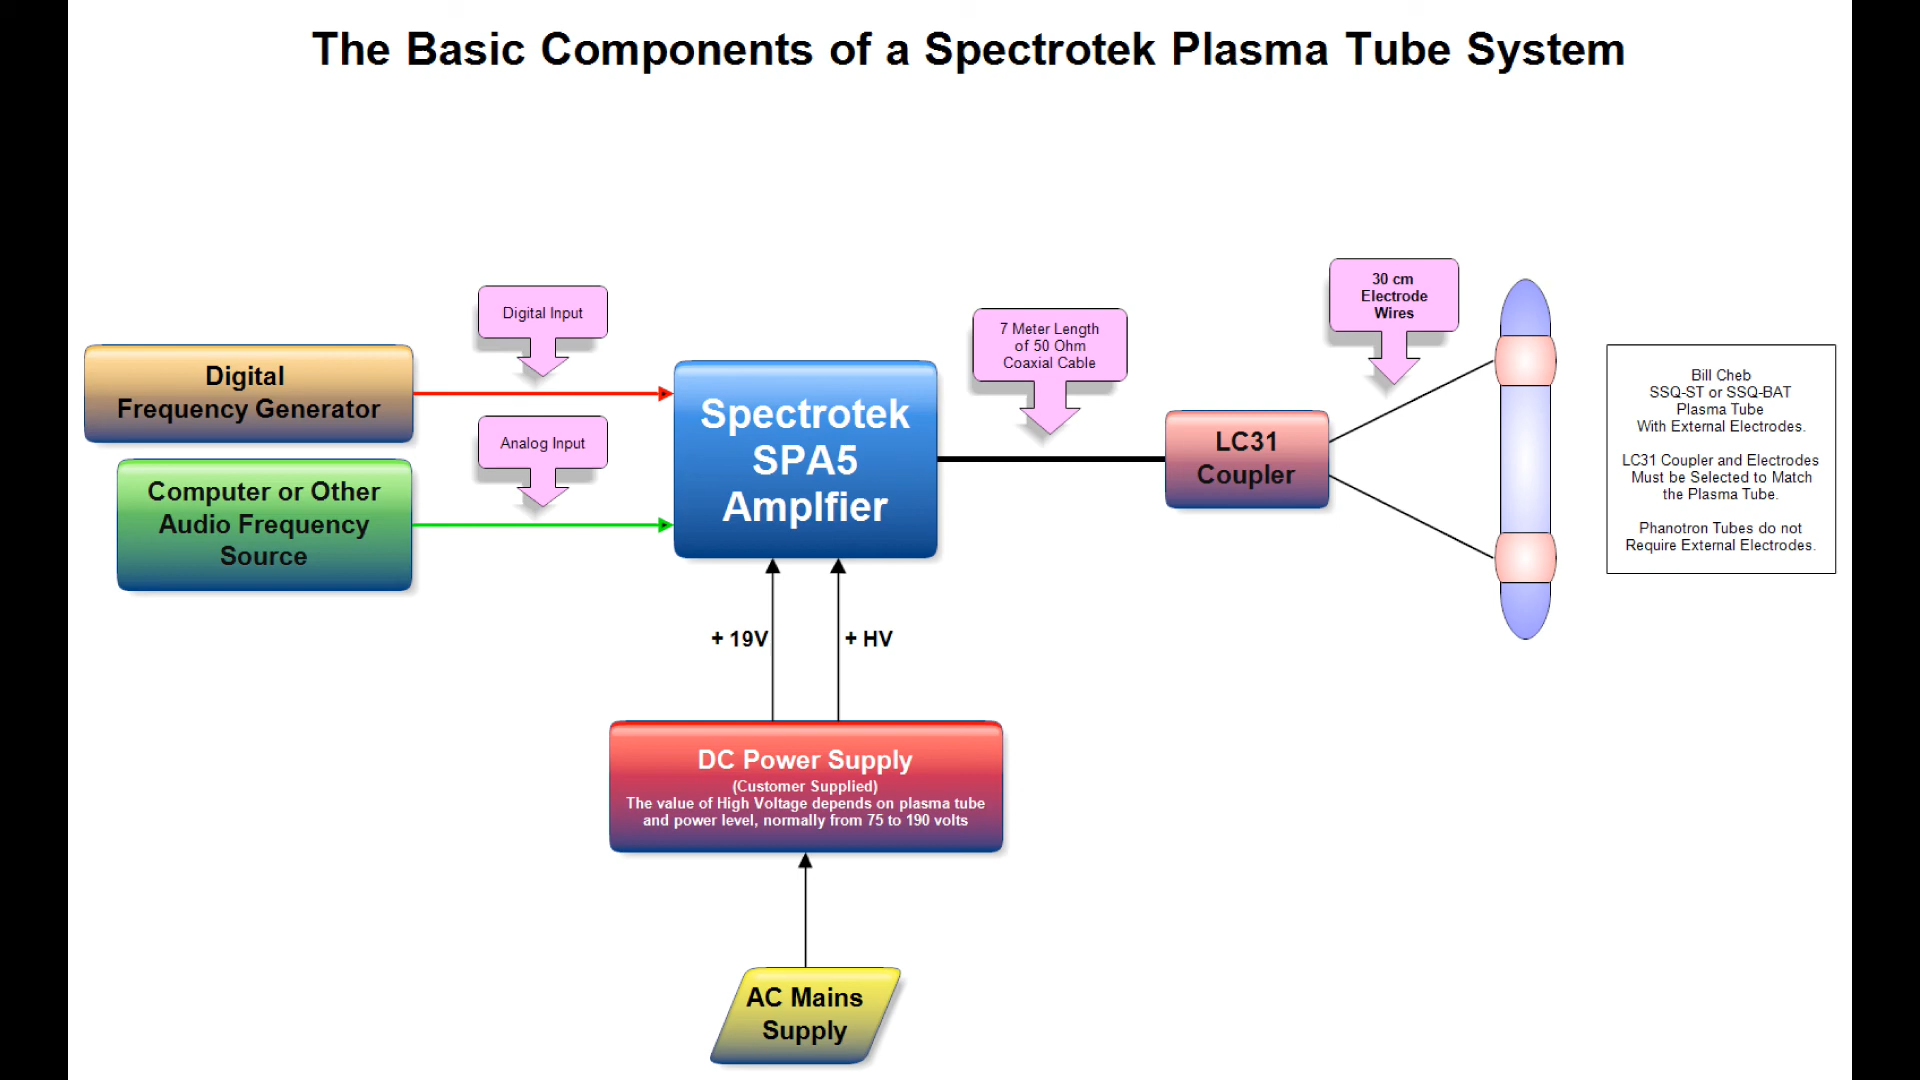 The Basic Components of a Spectrotek Plasma Tube System
Digital
Frequency Generator
Computer or Other
Audio Frequency
Source
Digital Input
Analog Input
Spectrotek
SPA5
Amplfier
7 Meter Length
of 50 Ohm
Coaxial Cable
LC31
Coupler
30 cm
Electrode
Wires
Bill Cheb
SSQ-ST or SSQ-BAT
Plasma Tube
With External Electrodes.
LC31 Coupler and Electrodes
Must be Selected to Match
the Plasma Tube.
Phanotron Tubes do not
Require External Electrodes.
+ 19V
+ HV
DC Power Supply
(Customer Supplied)
The value of High Voltage depends on plasma tube
and power level, normally from 75 to 190 volts
AC Mains
Supply